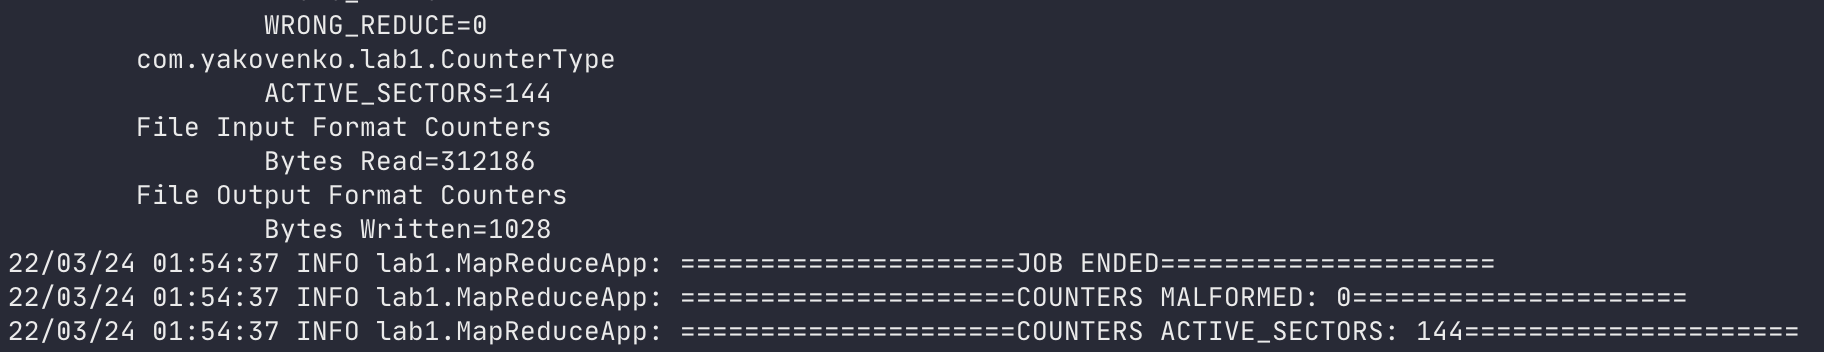 WRONG_REDUCE=0
com.yakovenko.lab1.CounterType
ACTIVE_SECTORS=144
File Input Format Counters
Bytes Read=312186
File Output Format Counters
Bytes Written=1028
22/03/24 01:54:37 INFO lab1.MapReduceApp: =====================JOB ENDED=====================
22/03/24 01:54:37 INFO lab1.MapReduceApp: =====================COUNTERS MALFORMED: 0=====================
22/03/24 01:54:37 INFO lab1.MapReduceApp: =====================COUNTERS ACTIVE_SECTORS: 144=====================